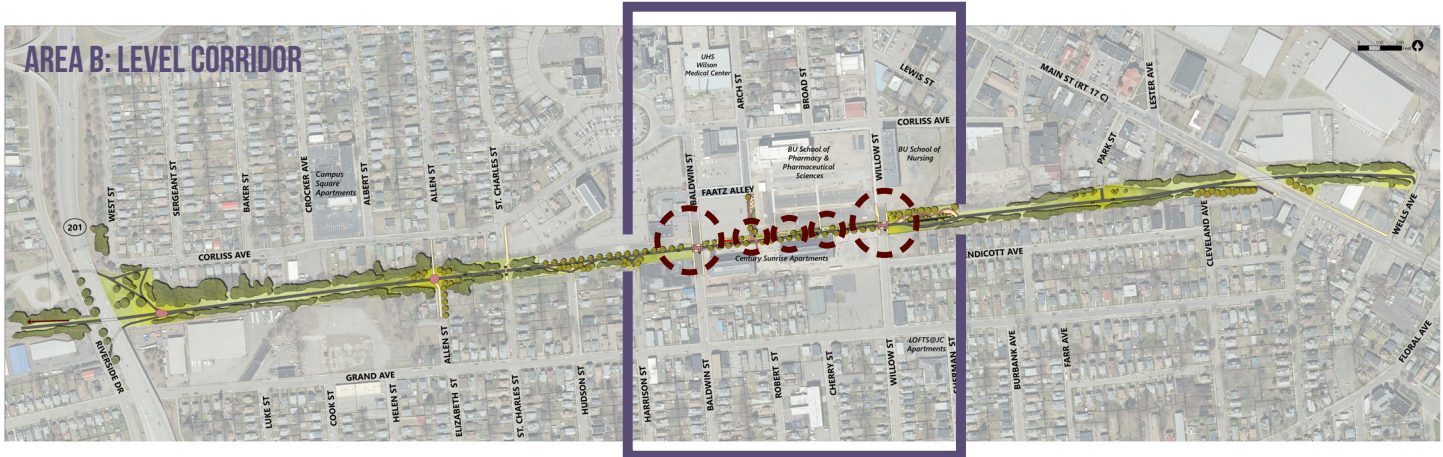 AREA B: LEVEL CORRIDOR
UHS
Wilson
Medical Center
ARCH ST
BROAD ST
LEWIS ST
MAIN ST (RT 17 C)
LESTER AVE
CORLISS AVE
PARK ST
WEST ST
SERGEANT ST
BAKER ST
CROCKER AVE
Campus
Square
Apartments
ALBERT ST
ALLEN ST
ST. CHARLES ST
BALDWIN ST
FAATZ ALLEY
BU School of
Pharmacy &
Pharmaceutical
Sciences
WILLOW ST
BU School of
Nursing
201
CORLISS AVE
Century Sunrise Apartments
ENDICOTT AVE
CLEVELAND AVE
WELLS AVE
RIVERSIDE DR
ALLEN ST
GRAND AVE
LUKE ST
COOK ST
HELEN ST
ELIZABETH ST
ST. CHARLES ST
HUDSON ST
HARRISON ST
BALDWIN ST
ROBERT ST
CHERRY ST
WILLOW ST
LOFTS@JC
Apartments
BURBANK AVE
FARR AVE
FLORAL AVE